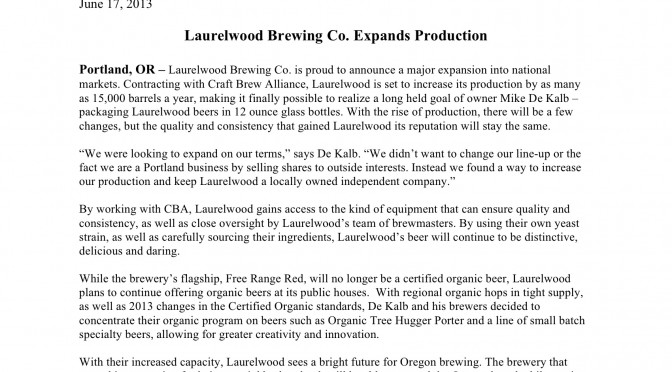 June 17, 2013
Laurelwood Brewing Co. Expands Production
Portland, OR – Laurelwood Brewing Co. is proud to announce a major expansion into national
markets. Contracting with Craft Brew Alliance, Laurelwood is set to increase its production by as many
as 15,000 barrels a year, making it finally possible to realize a long held goal of owner Mike De Kalb –
packaging Laurelwood beers in 12 ounce glass bottles. With the rise of production, there will be a few
changes, but the quality and consistency that gained Laurelwood its reputation will stay the same.
“We were looking to expand on our terms,” says De Kalb. “We didn’t want to change our line-up or the
fact we are a Portland business by selling shares to outside interests. Instead we found a way to increase
our production and keep Laurelwood a locally owned independent company.”
By working with CBA, Laurelwood gains access to the kind of equipment that can ensure quality and
consistency, as well as close oversight by Laurelwood’s team of brewmasters. By using their own yeast
strain, as well as carefully sourcing their ingredients, Laurelwood’s beer will continue to be distinctive,
delicious and daring.
While the brewery’s flagship, Free Range Red, will no longer be a certified organic beer, Laurelwood
plans to continue offering organic beers at its public houses.  With regional organic hops in tight supply,
as well as 2013 changes in the Certified Organic standards, De Kalb and his brewers decided to
concentrate their organic program on beers such as Organic Tree Hugger Porter and a line of small batch
specialty beers, allowing for greater creativity and innovation.
With their increased capacity, Laurelwood sees a bright future for Oregon brewing. The brewery that